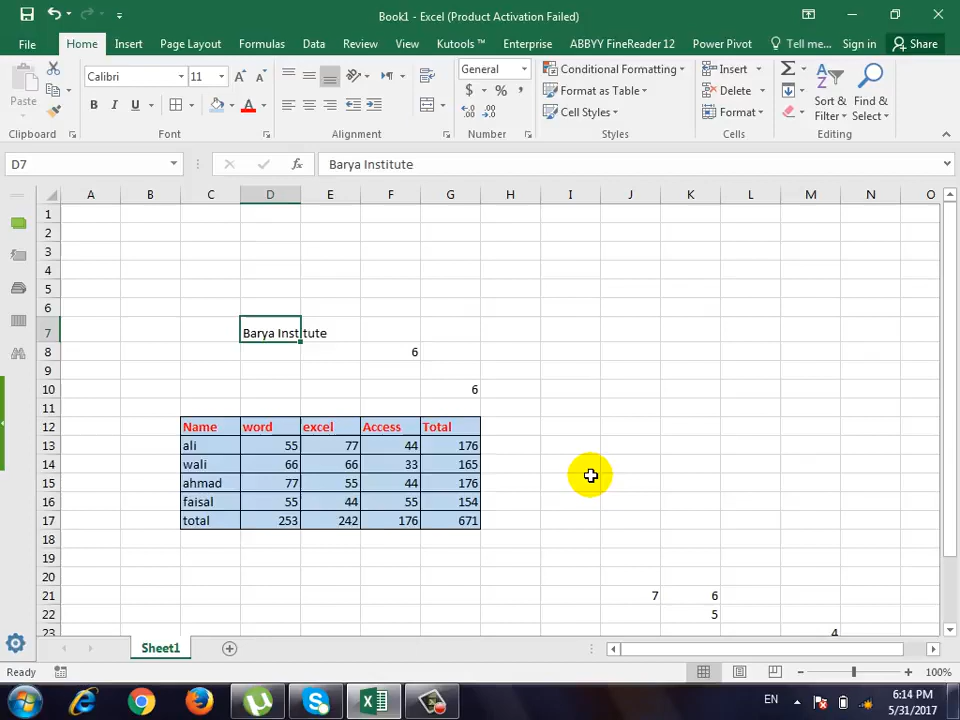 Book1 - Excel (Product Activation Failed)
File Home Insert Page Layout Formulas Data Review View Kutools ™ Enterprise ABBYY FineReader 12 Power Pivot Tell me... Sign in Share
Paste
Calibri 11
B I U
General
$ % ,
Conditional Formatting
Format as Table
Cell Styles
Insert
Delete
Format
Sort & Filter
Find & Select
Clipboard Font Alignment Number Styles Cells Editing
D7 fx Barya Institute
A B C D E F G H I J K L M N O
1
2
3
4
5
6
7 Barya Institute
8 6
9
10 6
11
12 Name word excel Access Total
13 ali 55 77 44 176
14 wali 66 66 33 165
15 ahmad 77 55 44 176
16 faisal 55 44 55 154
17 total 253 242 176 671
18
19
20
21 7 6
22 5
23 4
Sheet1
Ready 100%
EN 6:14 PM
5/31/2017